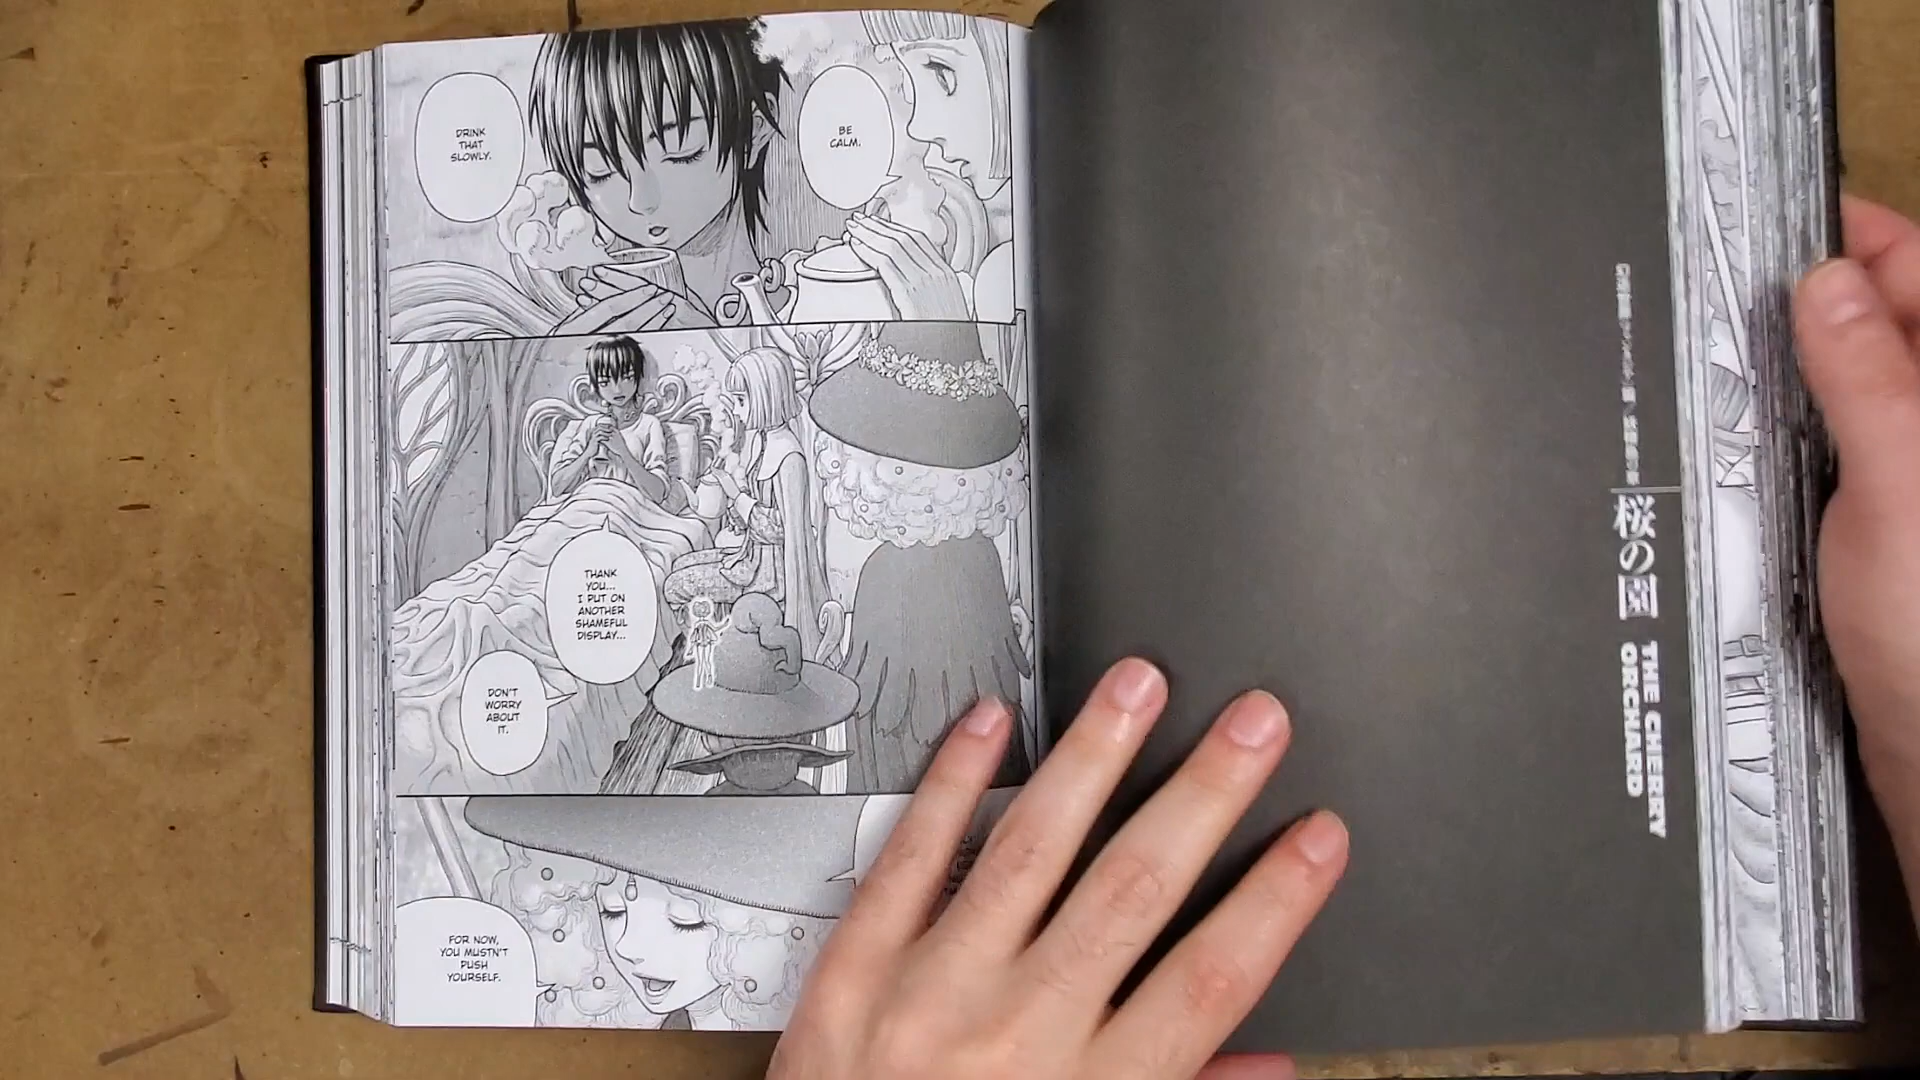 DRINK
THAT
SLOWLY.
BE
CALM.
THANK
YOU...
I PUT ON
ANOTHER
SHAMEFUL
DISPLAY...
DON'T
WORRY
ABOUT
IT.
FOR NOW,
YOU MUSTN'T
PUSH
YOURSELF.
桜の園
THE CHERRY
ORCHARD